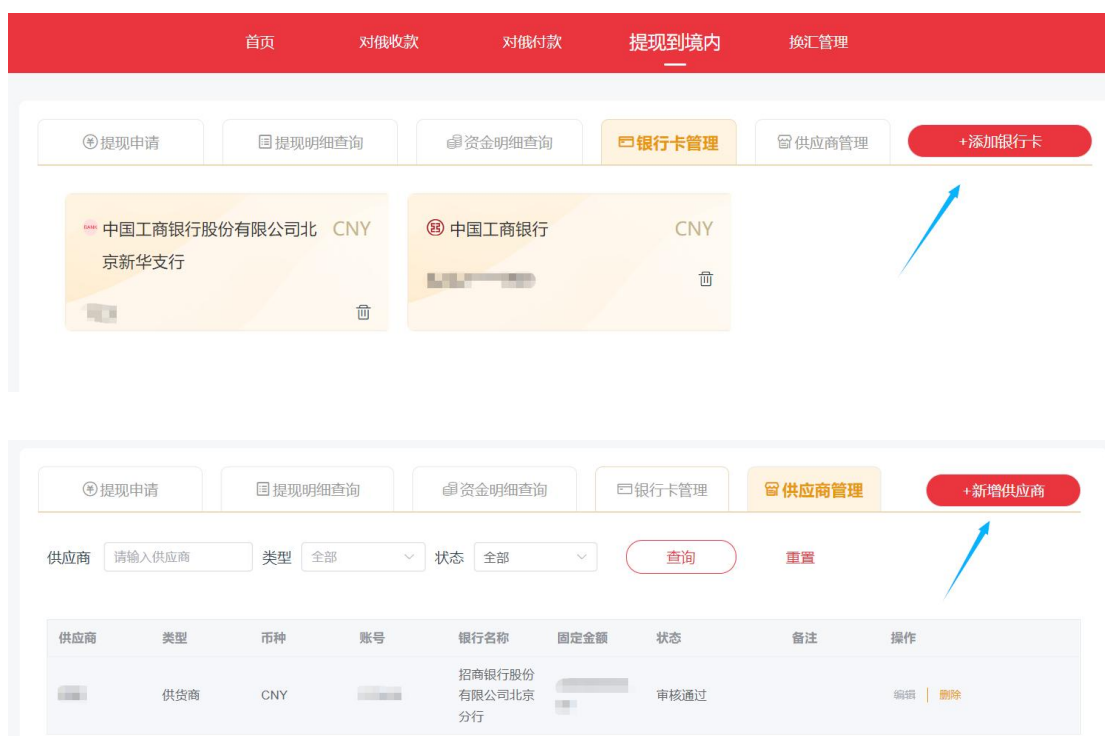 首页 对俄收款 对俄付款 提现到境内 换汇管理
提现申请 提现明细查询 资金明细查询 银行卡管理 供应商管理 +添加银行卡
中国工商银行股份有限公司北 CNY 中国工商银行 CNY
京新华支行
提现申请 提现明细查询 资金明细查询 银行卡管理 供应商管理 +新增供应商
供应商 请输入供应商 类型 全部 状态 全部 查询 重置
供应商 类型 币种 账号 银行名称 固定金额 状态 备注 操作
招商银行股份
供货商 CNY 有限公司北京 审核通过 编辑 删除
分行